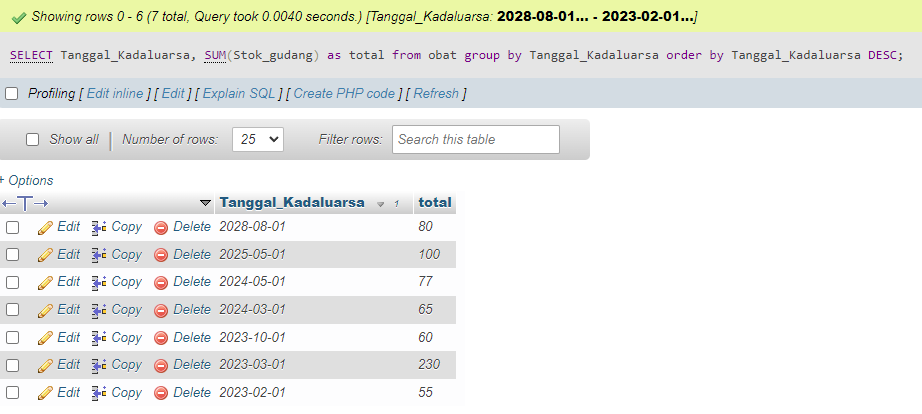 Showing rows 0 - 6 (7 total, Query took 0.0040 seconds.) [Tanggal_Kadaluarsa: 2028-08-01... - 2023-02-01...]
SELECT Tanggal_Kadaluarsa, SUM(Stok_gudang) as total from obat group by Tanggal_Kadaluarsa order by Tanggal_Kadaluarsa DESC;
Profiling [ Edit inline ] [ Edit ] [ Explain SQL ] [ Create PHP code ] [ Refresh ]
Show all | Number of rows: 25 Filter rows: Search this table
+ Options
←T→ Tanggal_Kadaluarsa 1 total
Edit Copy Delete 2028-08-01 80
Edit Copy Delete 2025-05-01 100
Edit Copy Delete 2024-05-01 77
Edit Copy Delete 2024-03-01 65
Edit Copy Delete 2023-10-01 60
Edit Copy Delete 2023-03-01 230
Edit Copy Delete 2023-02-01 55